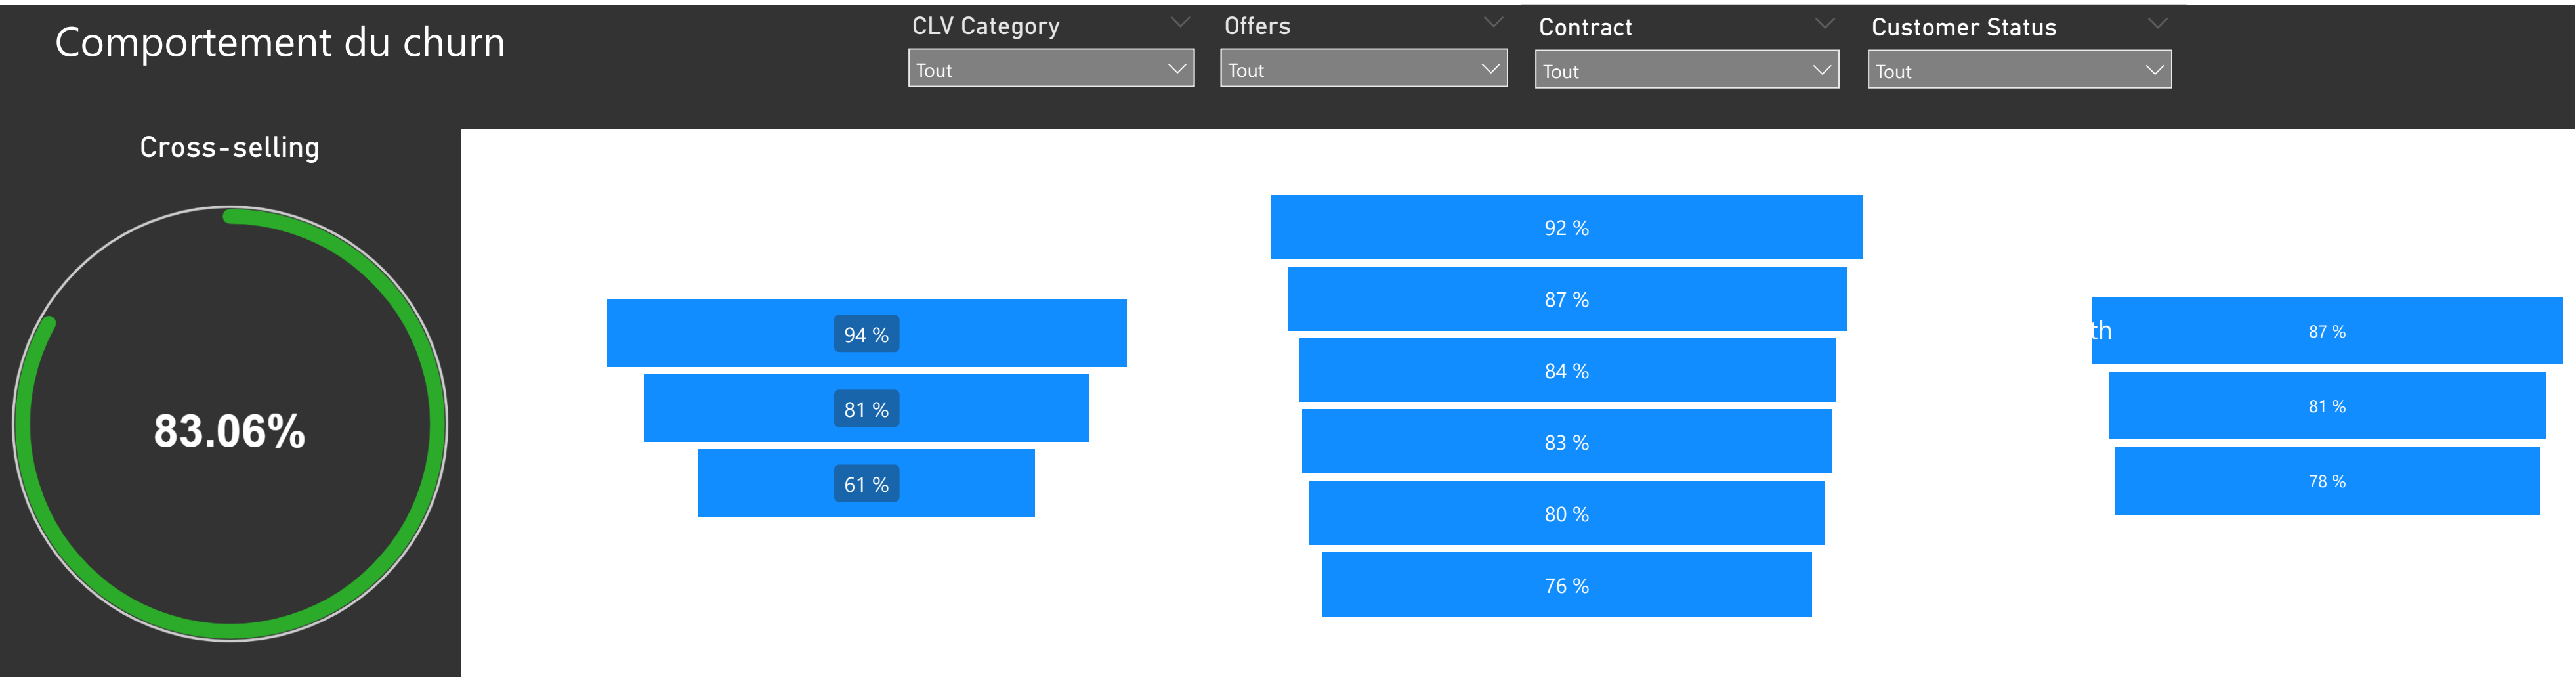 Comportement du churn
CLV Category
Tout
Offers
Tout
Contract
Tout
Customer Status
Tout
Cross-selling
83.06%
94 %
81 %
61 %
92 %
87 %
84 %
83 %
80 %
76 %
th
87 %
81 %
78 %